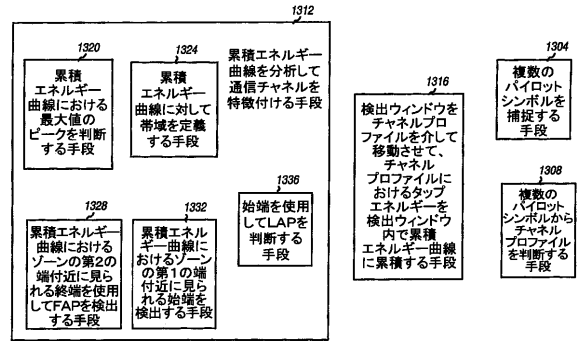 1312
1320
累積
エネルギー
曲線における
最大値の
ピークを判断
する手段
1324
累積
エネルギー
曲線に対して
帯域を定義
する手段
累積エネルギー
曲線を分析して
通信チャネルを
特徴付ける手段
1328
累積エネルギー
曲線における
ゾーンの第2の
端付近に見ら
れる終端を使用
してFAPを検出
する手段
1332
累積エネル
ギー曲線にお
けるゾーン
の第1の端
付近に見ら
れる始端を
検出する手段
1336
始端を使用
してLAPを
判断する
手段
1316
検出ウィンドウを
チャネルプロ
ファイルを介して
移動させて、
チャネル
プロファイルに
おけるタップ
エネルギーを
検出ウィンドウ
内で累積
エネルギー曲線
に累積する手段
1304
複数の
パイロット
シンボルを
捕捉する
手段
1308
複数の
パイロット
シンボルから
チャネル
プロファイルを
判断する手段